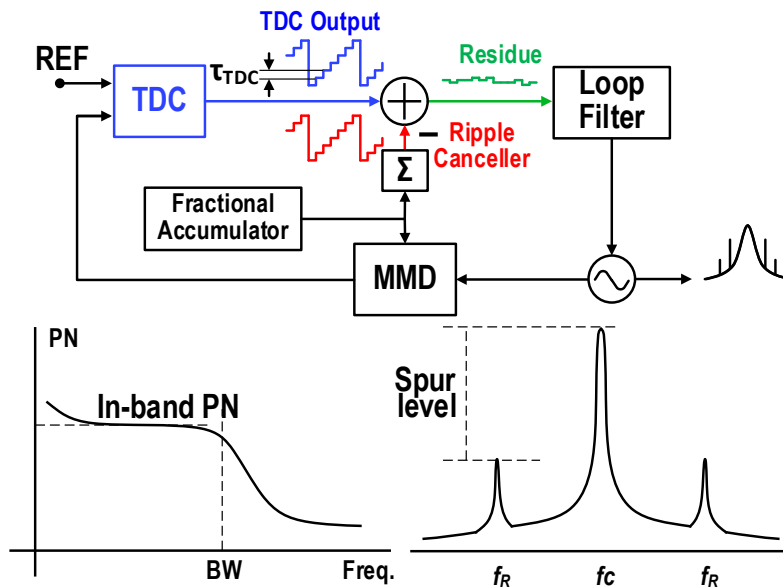 TDC Output
REF
τTDC
TDC
Residue
Loop
Filter
Ripple
Canceller
Σ
Fractional
Accumulator
MMD
PN
In-band PN
BW
Freq.
Spur
level
fR
fc
fR